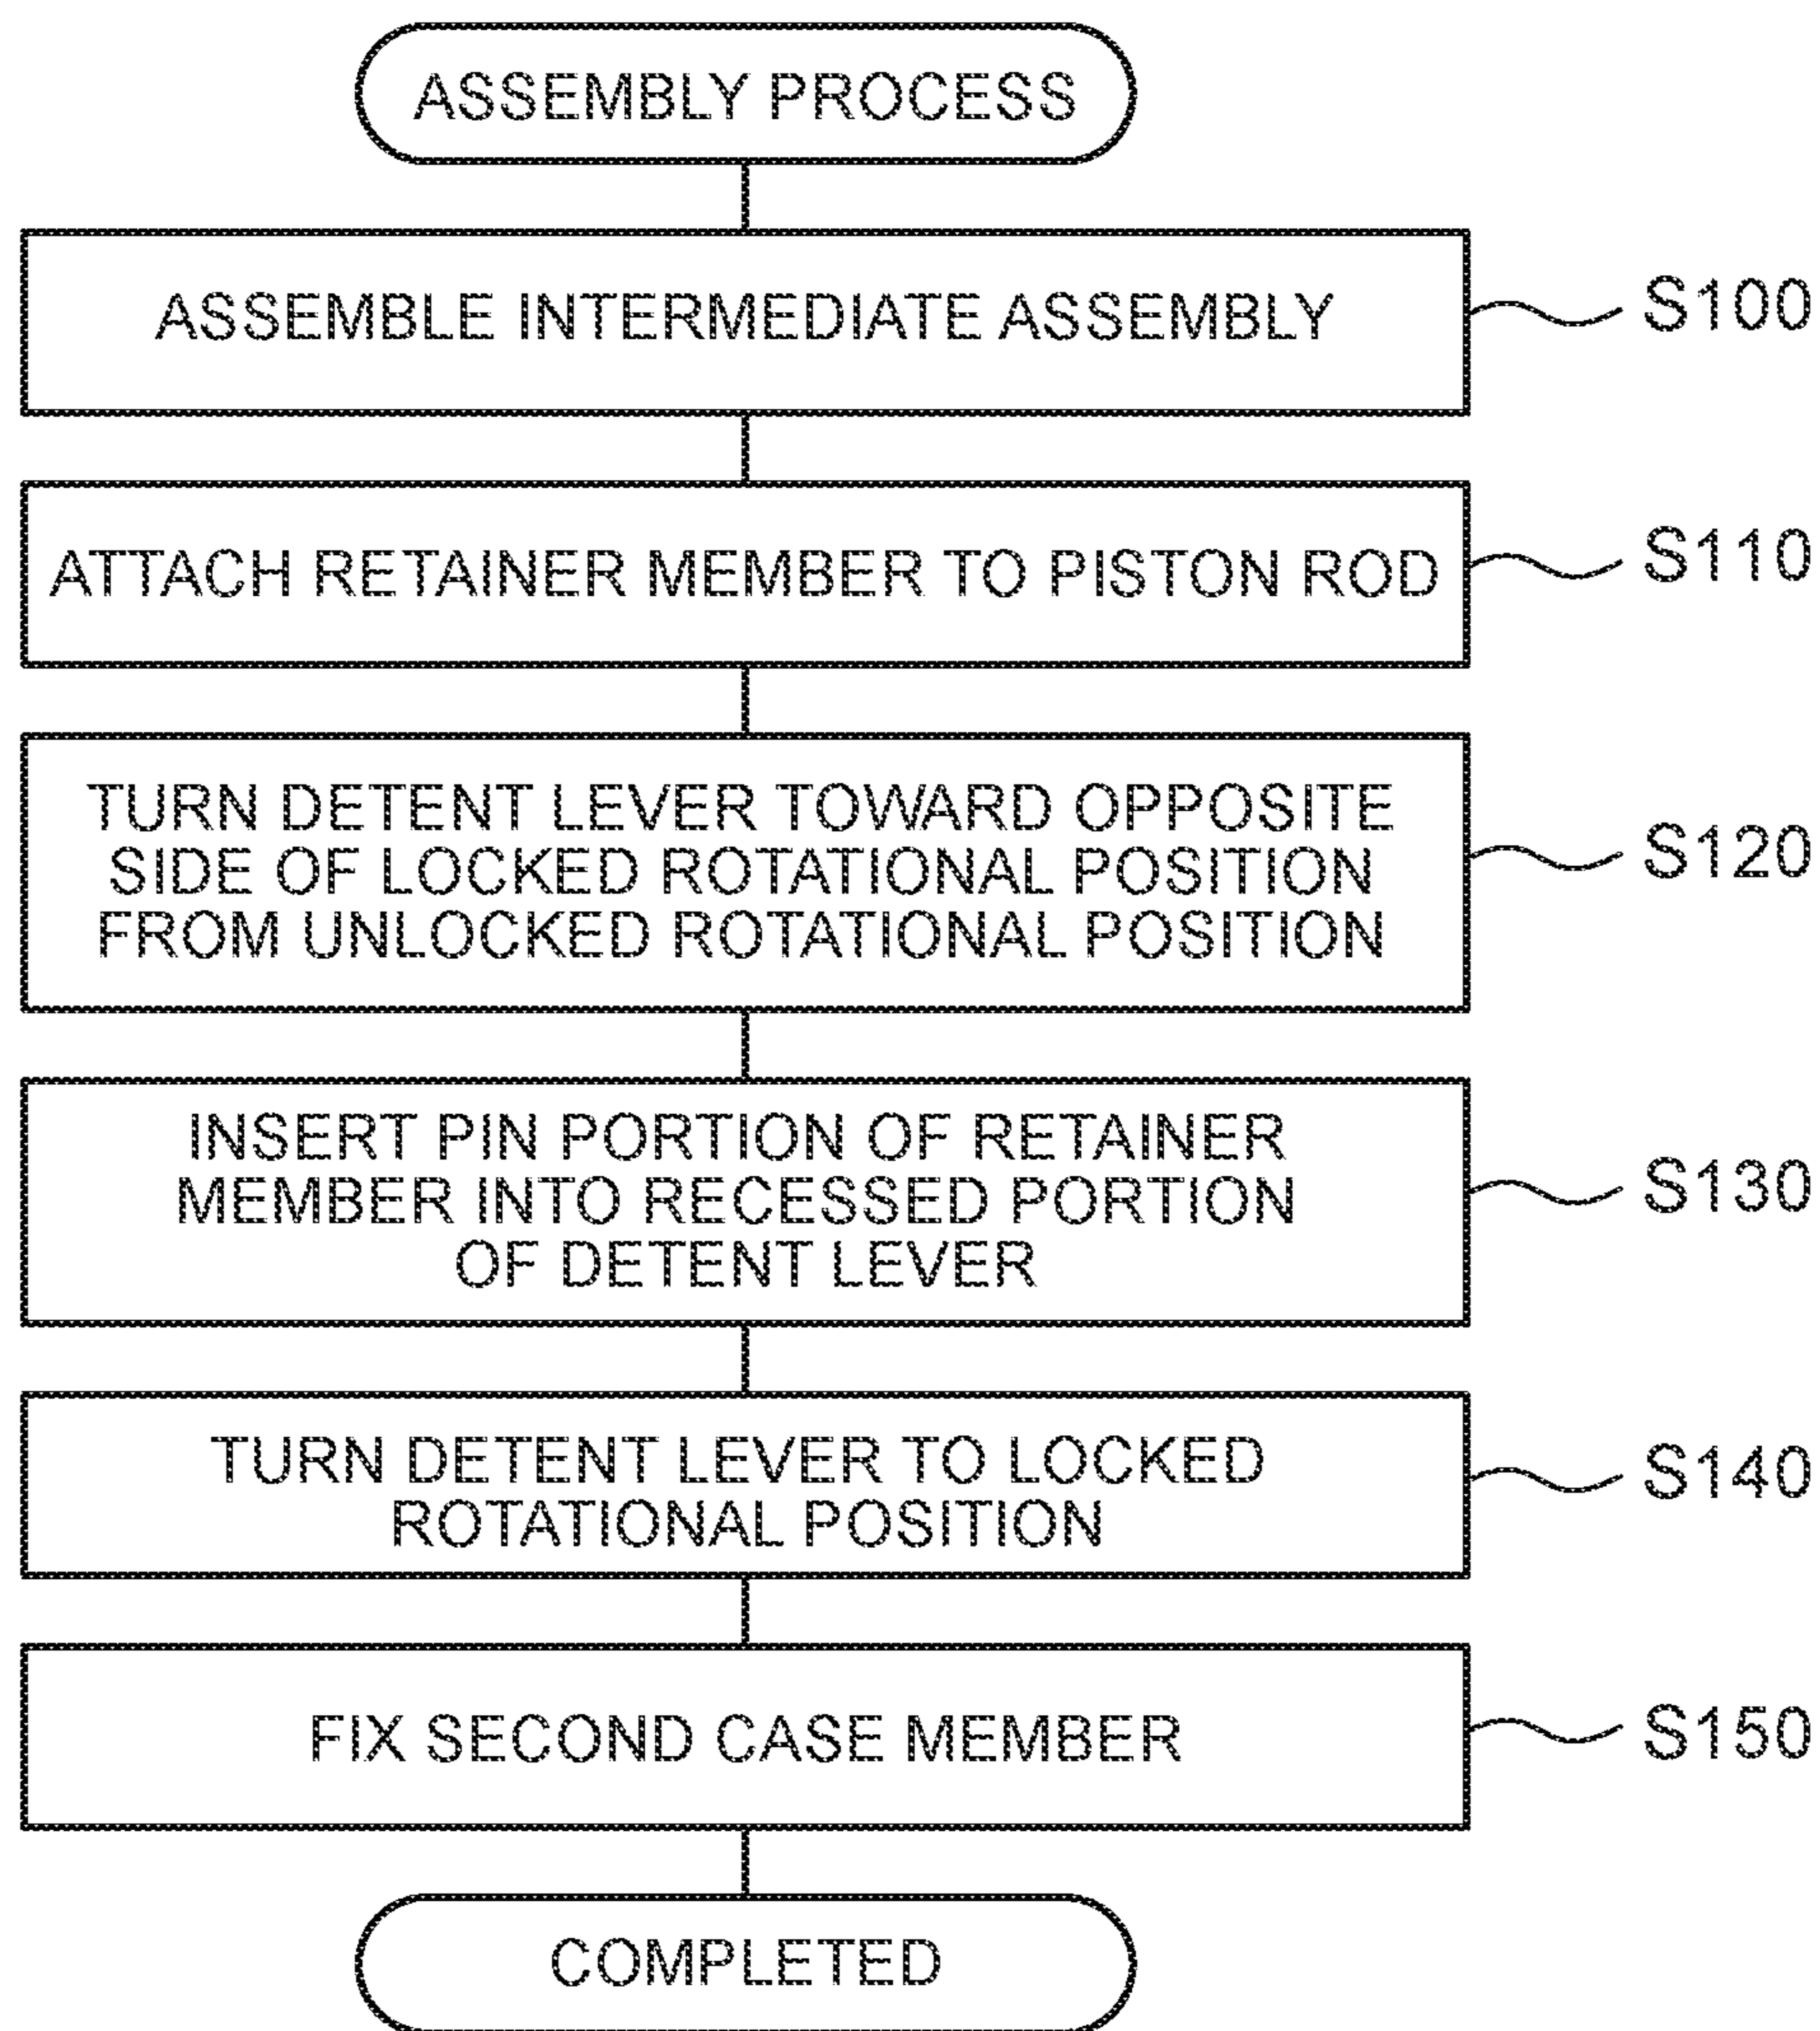 ASSEMBLY PROCESS
ASSEMBLE INTERMEDIATE ASSEMBLY
S100
ATTACH RETAINER MEMBER TO PISTON ROD
S110
TURN DETENT LEVER TOWARD OPPOSITE
SIDE OF LOCKED ROTATIONAL POSITION
FROM UNLOCKED ROTATIONAL POSITION
S120
INSERT PIN PORTION OF RETAINER
MEMBER INTO RECESSED PORTION
OF DETENT LEVER
S130
TURN DETENT LEVER TO LOCKED
ROTATIONAL POSITION
S140
FIX SECOND CASE MEMBER
S150
COMPLETED